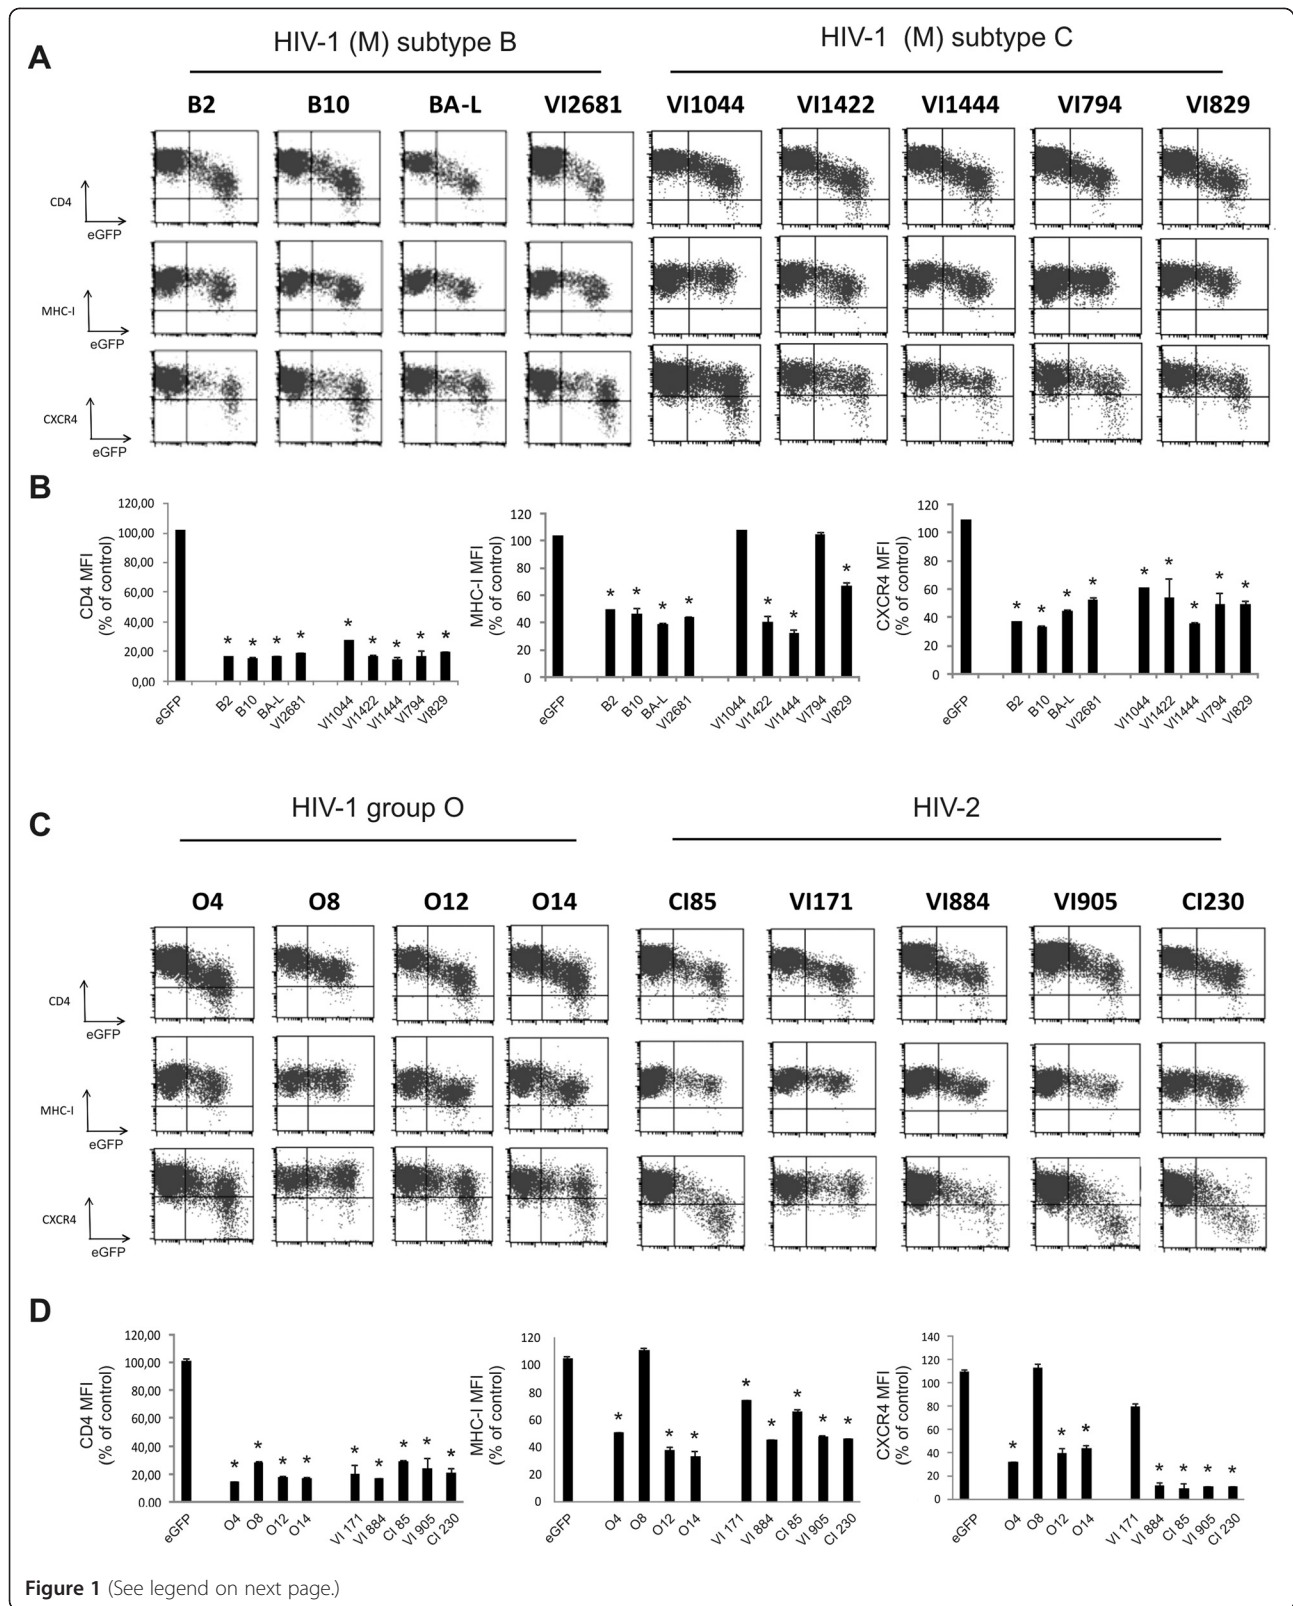 A
HIV-1 (M) subtype B
HIV-1 (M) subtype C
B2 B10 BA-L VI2681 VI1044 VI1422 VI1444 VI794 VI829
CD4
eGFP
MHC-I
eGFP
CXCR4
eGFP
B
CD4 MFI
(% of control)
120,00
100,00
80,00
60,00
40,00
20,00
0,00
* * * * * * * * *
eGFP B2 B10 BA-L VI2681 VI1044 VI1422 VI1444 VI794 VI829
MHC-I MFI
(% of control)
120
100
80
60
40
20
0
* * * * * * *
eGFP B2 B10 BA-L VI2681 VI1044 VI1422 VI1444 VI794 VI829
CXCR4 MFI
(% of control)
120
100
80
60
40
20
0
* * * * * * * * *
eGFP B2 B10 BA-L VI2681 VI1044 VI1422 VI1444 VI794 VI829
C
HIV-1 group O
HIV-2
O4 O8 O12 O14 CI85 VI171 VI884 VI905 CI230
CD4
eGFP
MHC-I
eGFP
CXCR4
eGFP
D
CD4 MFI
(% of control)
120,00
100,00
80,00
60,00
40,00
20,00
0.00
* * * * * * * * *
eGFP O4 O8 O12 O14 VI 171 VI 884 CI 85 VI 905 CI 230
MHC-I MFI
(% of control)
120
100
80
60
40
20
0
* * * * * * * *
eGFP O4 O8 O12 O14 VI 171 VI 884 CI 85 VI 905 CI 230
CXCR4 MFI
(% of control)
140
120
100
80
60
40
20
0
* * * * * * *
eGFP O4 O8 O12 O14 VI 171 VI 884 CI 85 VI 905 CI 230
Figure 1 (See legend on next page.)